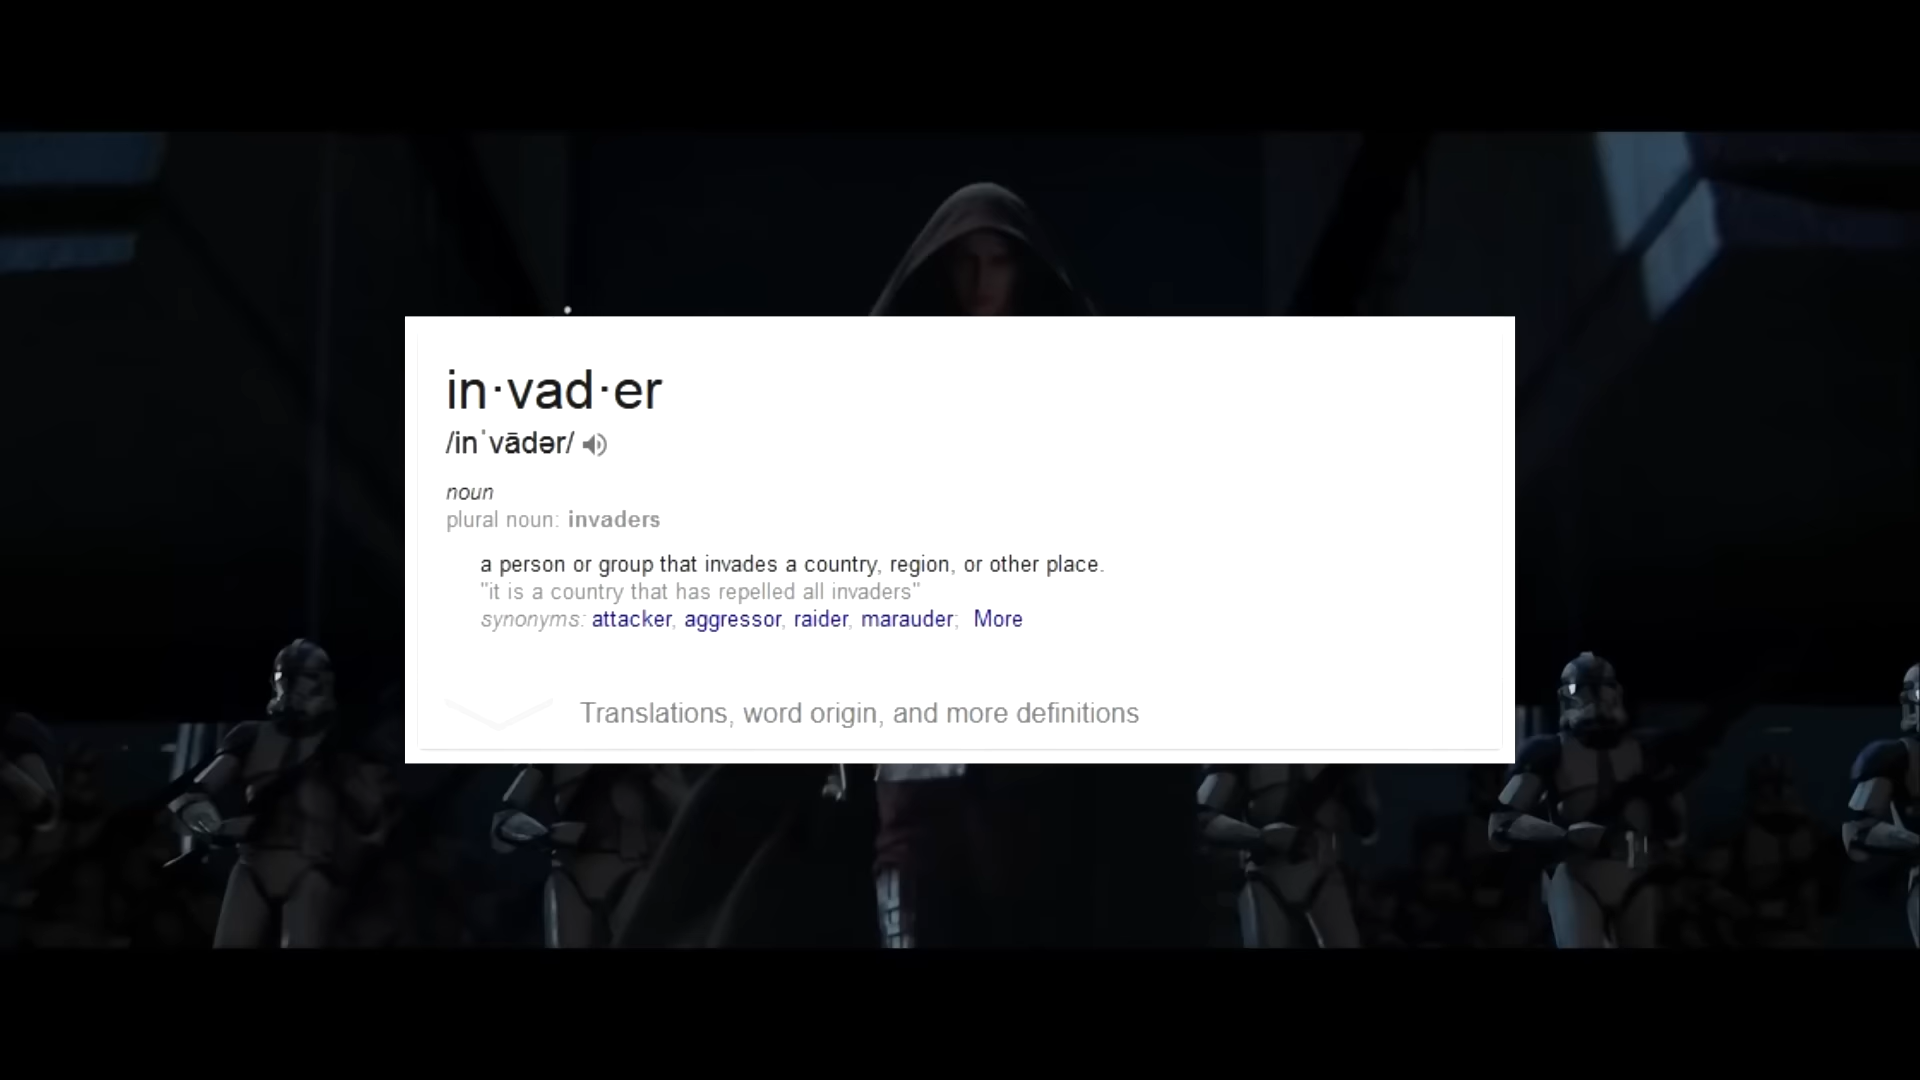 in·vad·er
/inˈvādər/
noun
plural noun: invaders
a person or group that invades a country, region, or other place.
"it is a country that has repelled all invaders"
synonyms: attacker, aggressor, raider, marauder; More
Translations, word origin, and more definitions